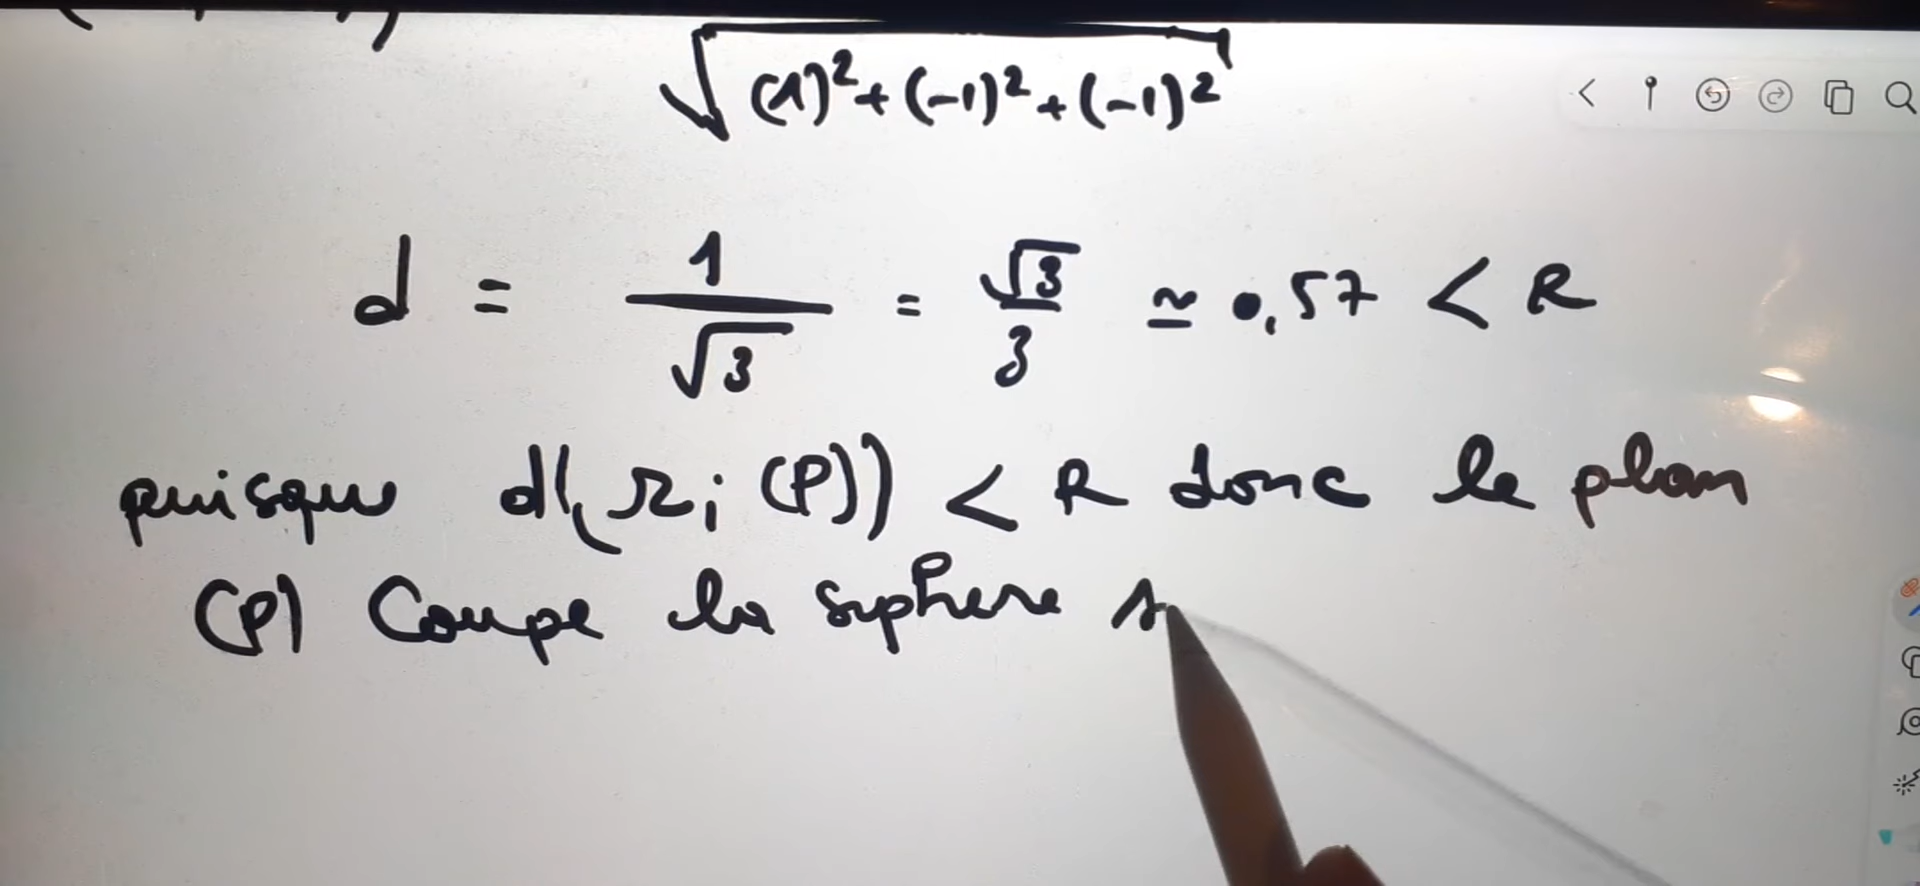 √((1)² + (-1)² + (-1)²)
d = 1/√3 = √3/3 ≃ 0,57 < R
puisque d(Ω; (P)) < R donc le plan
(P) Coupe la sphere s